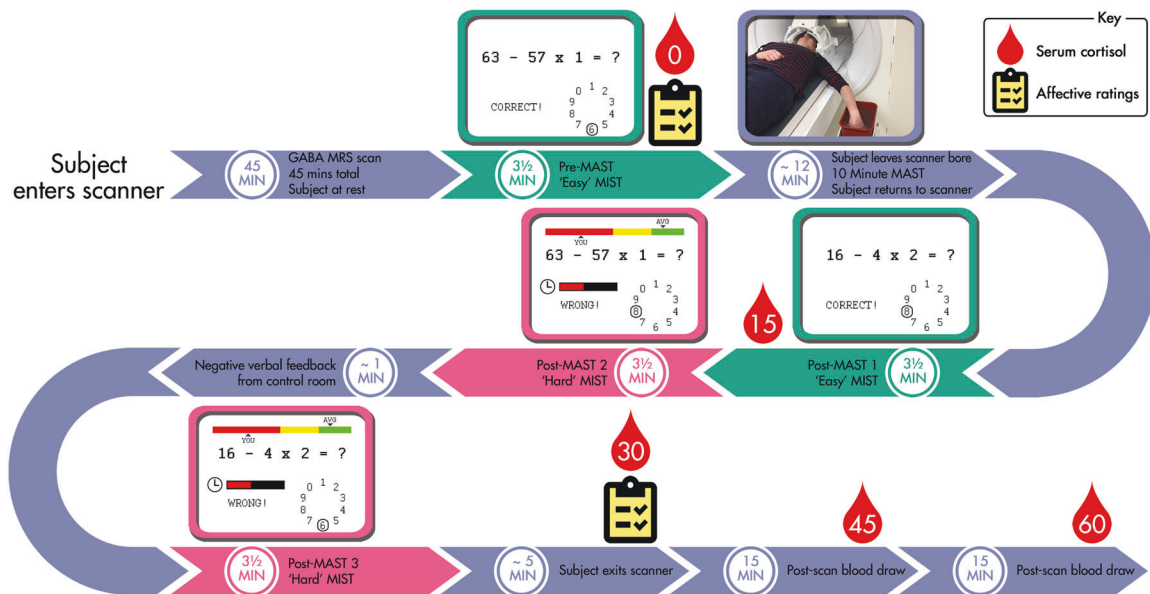 Key
Serum cortisol
Affective ratings
63 - 57 x 1 = ?
CORRECT!
0 1 2 3 4 5 6 7 8 9
0
Subject
enters scanner
45
MIN
GABA MRS scan
45 mins total
Subject at rest
3½
MIN
Pre-MAST
'Easy' MIST
~ 12
MIN
Subject leaves scanner bore
10 Minute MAST
Subject returns to scanner
16 - 4 x 2 = ?
CORRECT!
0 1 2 3 4 5 6 7 8 9
3½
MIN
Post-MAST 1
'Easy' MIST
15
AVG
YOU
63 - 57 x 1 = ?
WRONG!
0 1 2 3 4 5 6 7 8 9
3½
MIN
Post-MAST 2
'Hard' MIST
~ 1
MIN
Negative verbal feedback
from control room
AVG
YOU
16 - 4 x 2 = ?
WRONG!
0 1 2 3 4 5 6 7 8 9
3½
MIN
Post-MAST 3
'Hard' MIST
30
~ 5
MIN
Subject exits scanner
45
15
MIN
Post-scan blood draw
60
15
MIN
Post-scan blood draw